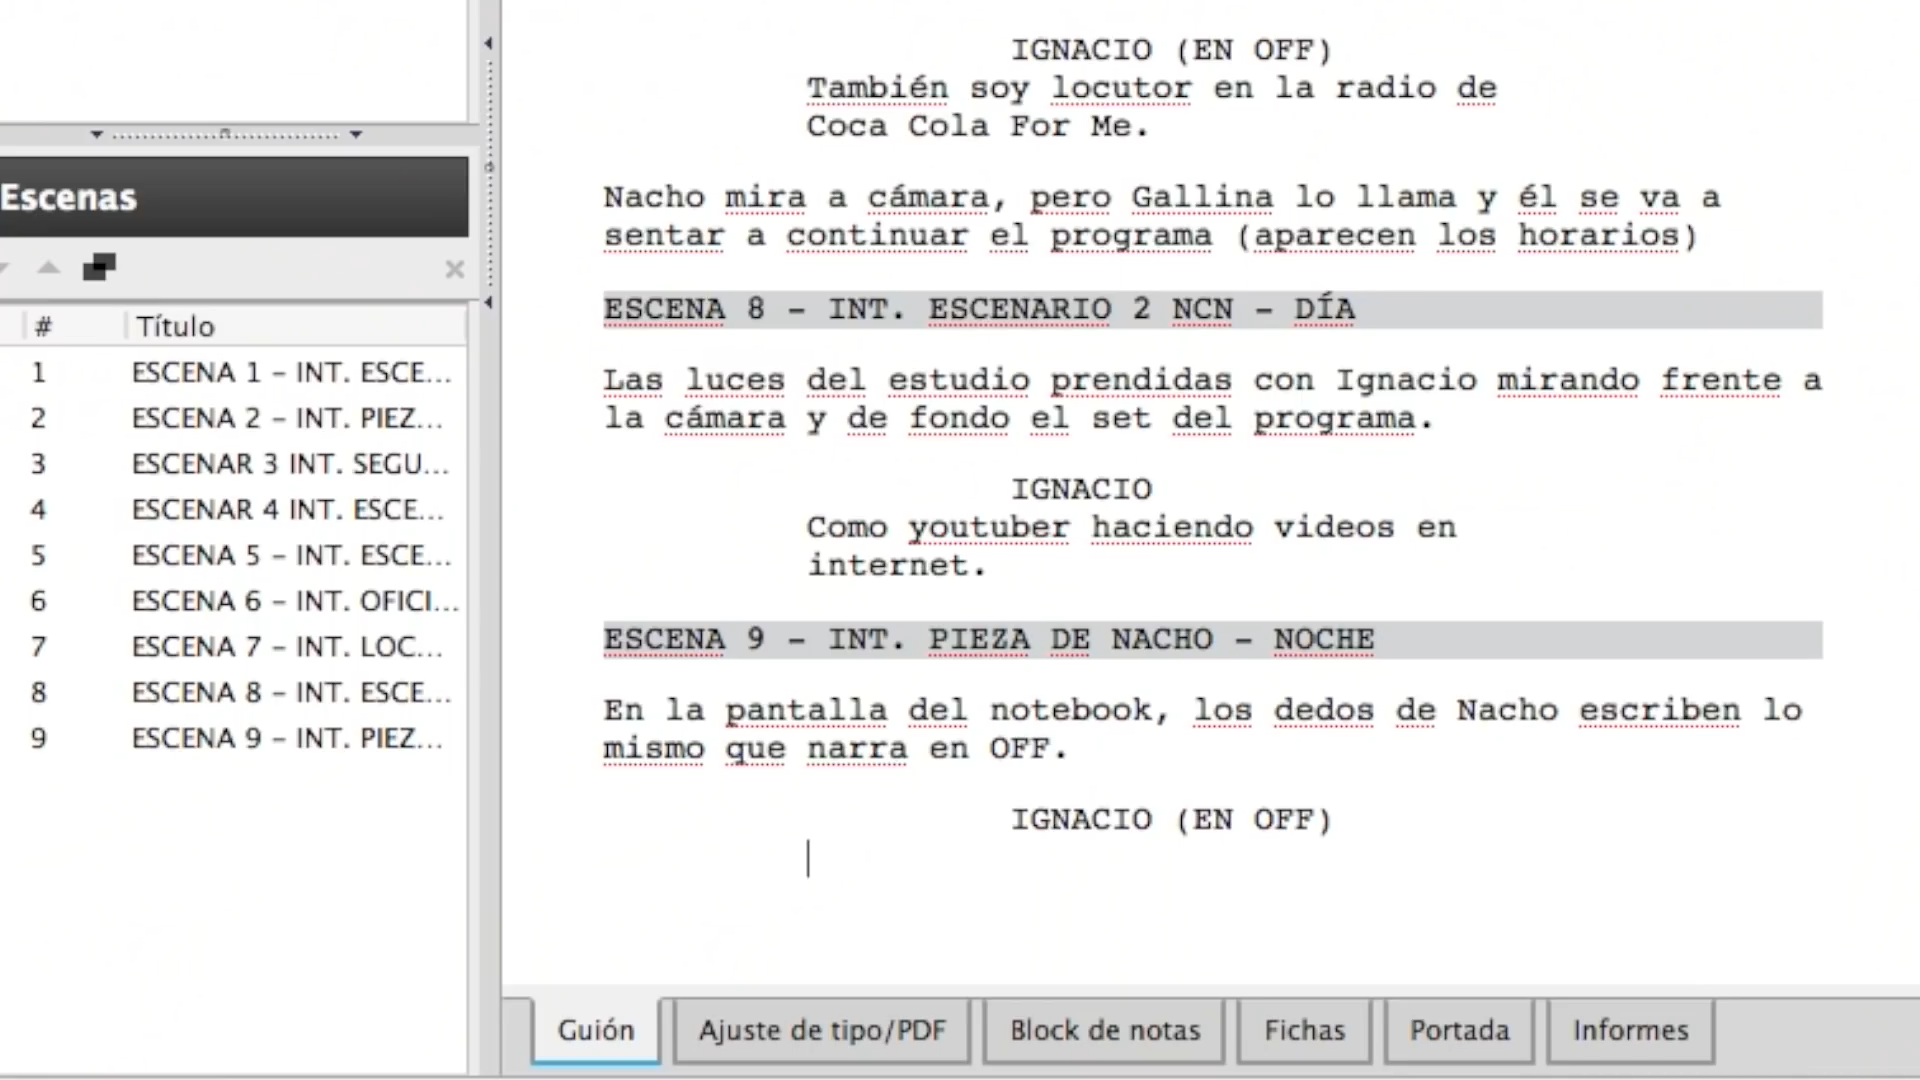 IGNACIO (EN OFF)
También soy locutor en la radio de
Coca Cola For Me.
Nacho mira a cámara, pero Gallina lo llama y él se va a
sentar a continuar el programa (aparecen los horarios)
ESCENA 8 - INT. ESCENARIO 2 NCN - DÍA
Las luces del estudio prendidas con Ignacio mirando frente a
la cámara y de fondo el set del programa.
IGNACIO
Como youtuber haciendo videos en
internet.
ESCENA 9 - INT. PIEZA DE NACHO - NOCHE
En la pantalla del notebook, los dedos de Nacho escriben lo
mismo que narra en OFF.
IGNACIO (EN OFF)
Escenas
# Título
1 ESCENA 1 - INT. ESCE...
2 ESCENA 2 - INT. PIEZ...
3 ESCENAR 3 INT. SEGU...
4 ESCENAR 4 INT. ESCE...
5 ESCENA 5 - INT. ESCE...
6 ESCENA 6 - INT. OFICI...
7 ESCENA 7 - INT. LOC...
8 ESCENA 8 - INT. ESCE...
9 ESCENA 9 - INT. PIEZ...
Guión
Ajuste de tipo/PDF
Block de notas
Fichas
Portada
Informes